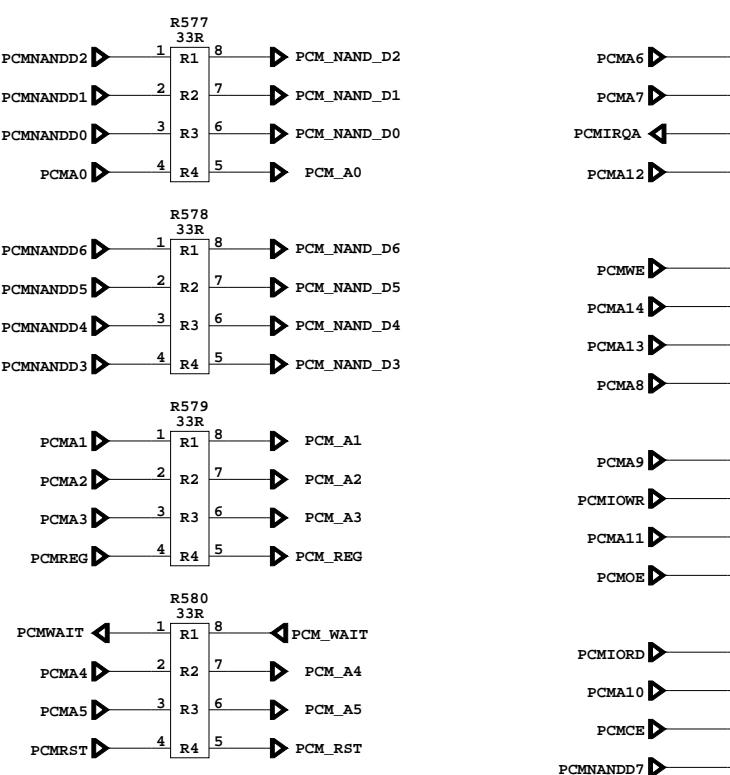 R577
33R
PCMNANDD2 1 R1 8 PCM_NAND_D2
PCMNANDD1 2 R2 7 PCM_NAND_D1
PCMNANDD0 3 R3 6 PCM_NAND_D0
PCMA0 4 R4 5 PCM_A0
R578
33R
PCMNANDD6 1 R1 8 PCM_NAND_D6
PCMNANDD5 2 R2 7 PCM_NAND_D5
PCMNANDD4 3 R3 6 PCM_NAND_D4
PCMNANDD3 4 R4 5 PCM_NAND_D3
R579
33R
PCMA1 1 R1 8 PCM_A1
PCMA2 2 R2 7 PCM_A2
PCMA3 3 R3 6 PCM_A3
PCMREG 4 R4 5 PCM_REG
R580
33R
PCMWAIT 1 R1 8 PCM_WAIT
PCMA4 2 R2 7 PCM_A4
PCMA5 3 R3 6 PCM_A5
PCMRST 4 R4 5 PCM_RST
PCMA6
PCMA7
PCMIRQA
PCMA12
PCMWE
PCMA14
PCMA13
PCMA8
PCMA9
PCMIOWR
PCMA11
PCMOE
PCMIORD
PCMA10
PCMCE
PCMNANDD7